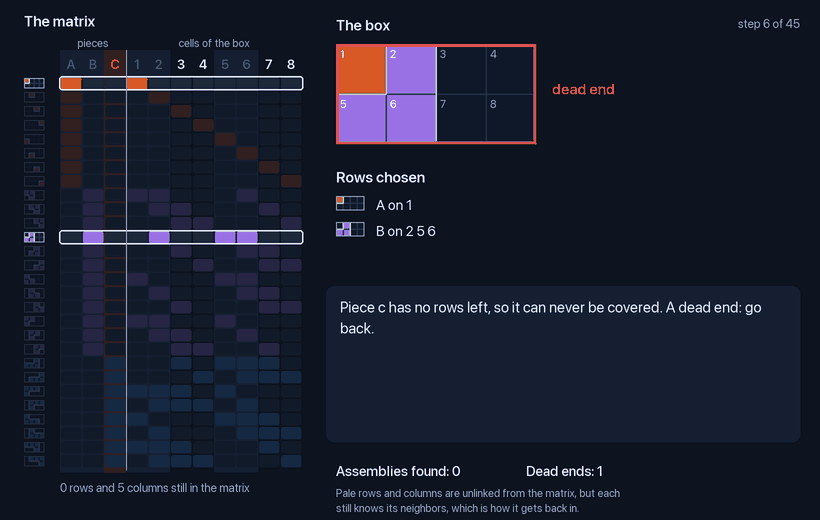 The matrix
pieces
cells of the box
A B C 1 2 3 4 5 6 7 8
0 rows and 5 columns still in the matrix
The box
step 6 of 45
1 2 3 4
5 6 7 8
dead end
Rows chosen
A on 1
B on 2 5 6
Piece c has no rows left, so it can never be covered. A dead end: go
back.
Assemblies found: 0
Dead ends: 1
Pale rows and columns are unlinked from the matrix, but each
still knows its neighbors, which is how it gets back in.